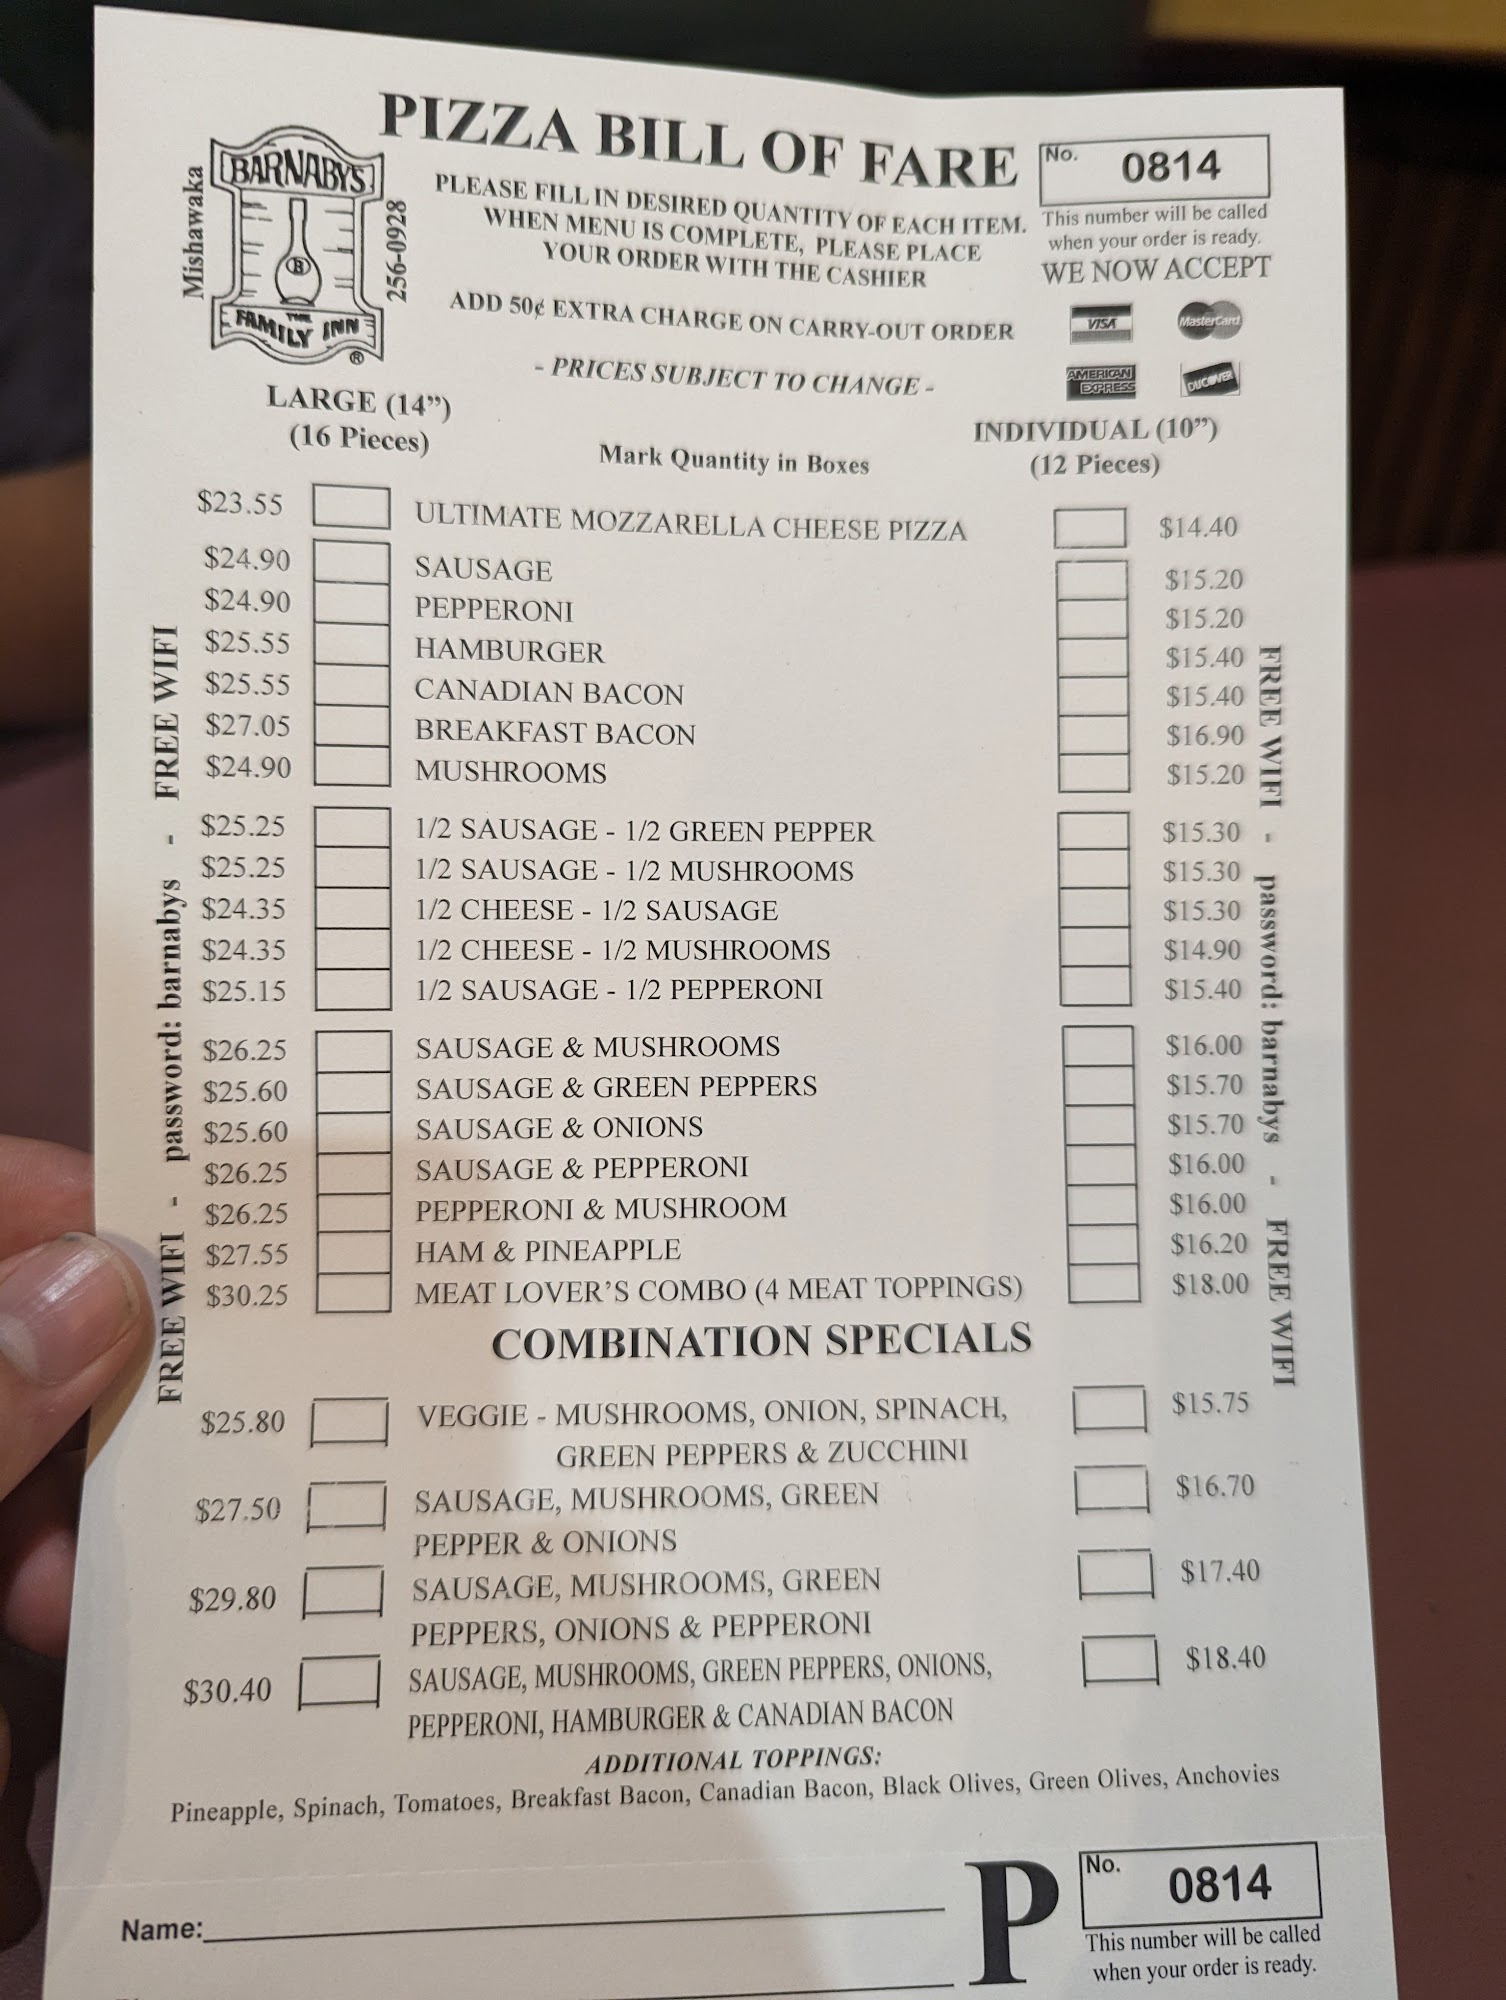 PIZZA BILL OF FARE
Mishawaka
BARNABY'S
B
THE
FAMILY INN
®
256-0928
PLEASE FILL IN DESIRED QUANTITY OF EACH ITEM.
WHEN MENU IS COMPLETE, PLEASE PLACE
YOUR ORDER WITH THE CASHIER
ADD 50¢ EXTRA CHARGE ON CARRY-OUT ORDER
- PRICES SUBJECT TO CHANGE -
No. 0814
This number will be called
when your order is ready.
WE NOW ACCEPT
VISA MasterCard
AMERICAN EXPRESS DISCOVER
LARGE (14”)
(16 Pieces)
Mark Quantity in Boxes
INDIVIDUAL (10”)
(12 Pieces)
$23.55 ULTIMATE MOZZARELLA CHEESE PIZZA $14.40
$24.90 SAUSAGE $15.20
$24.90 PEPPERONI $15.20
$25.55 HAMBURGER $15.40
$25.55 CANADIAN BACON $15.40
$27.05 BREAKFAST BACON $16.90
$24.90 MUSHROOMS $15.20
$25.25 1/2 SAUSAGE - 1/2 GREEN PEPPER $15.30
$25.25 1/2 SAUSAGE - 1/2 MUSHROOMS $15.30
$24.35 1/2 CHEESE - 1/2 SAUSAGE $15.30
$24.35 1/2 CHEESE - 1/2 MUSHROOMS $14.90
$25.15 1/2 SAUSAGE - 1/2 PEPPERONI $15.40
$26.25 SAUSAGE & MUSHROOMS $16.00
$25.60 SAUSAGE & GREEN PEPPERS $15.70
$25.60 SAUSAGE & ONIONS $15.70
$26.25 SAUSAGE & PEPPERONI $16.00
$26.25 PEPPERONI & MUSHROOM $16.00
$27.55 HAM & PINEAPPLE $16.20
$30.25 MEAT LOVER’S COMBO (4 MEAT TOPPINGS) $18.00
FREE WIFI - password: barnabys - FREE WIFI
FREE WIFI - password: barnabys - FREE WIFI
COMBINATION SPECIALS
$25.80 VEGGIE - MUSHROOMS, ONION, SPINACH, $15.75
GREEN PEPPERS & ZUCCHINI
$27.50 SAUSAGE, MUSHROOMS, GREEN $16.70
PEPPER & ONIONS
$29.80 SAUSAGE, MUSHROOMS, GREEN $17.40
PEPPERS, ONIONS & PEPPERONI
$30.40 SAUSAGE, MUSHROOMS, GREEN PEPPERS, ONIONS, $18.40
PEPPERONI, HAMBURGER & CANADIAN BACON
ADDITIONAL TOPPINGS:
Pineapple, Spinach, Tomatoes, Breakfast Bacon, Canadian Bacon, Black Olives, Green Olives, Anchovies
Name:
P
No. 0814
This number will be called
when your order is ready.